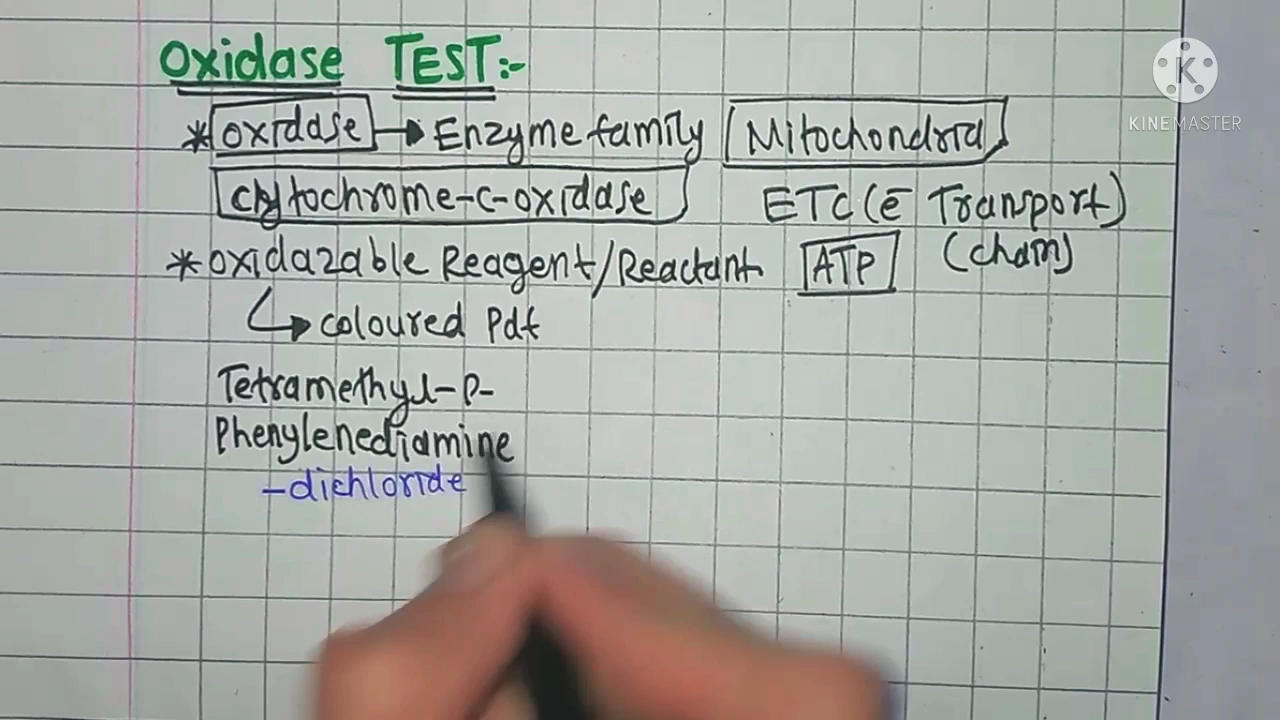 Oxidase TEST:-
K
KINEMASTER
* oxidase → Enzyme family Mitochondria
Cytochrome-c-oxidase ETC (ē Transport)
(chain)
* oxidazable Reagent/Reactant ATP
↳ coloured Pdt
Tetramethyl-P-
Phenylenediamine
-dichloride